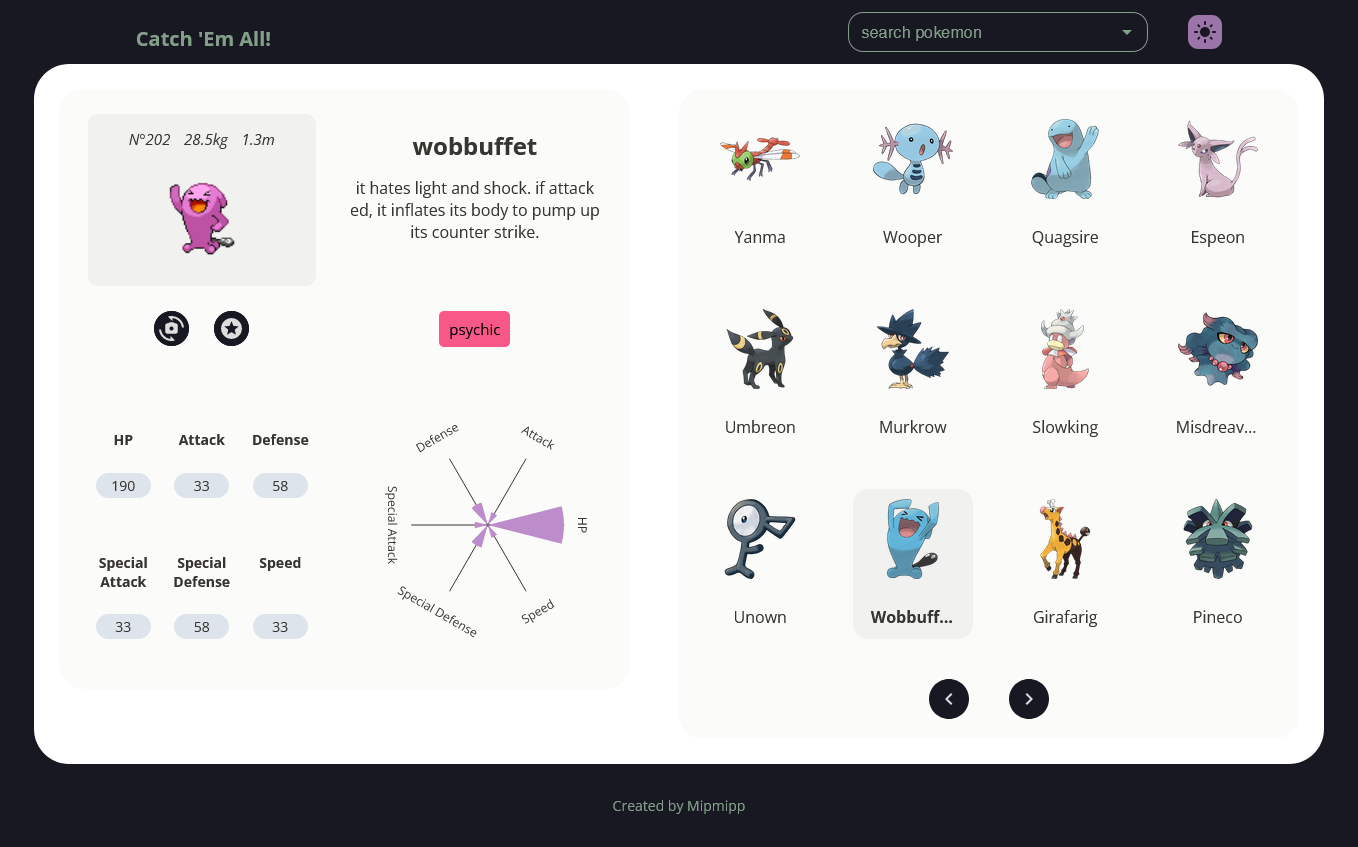 Catch 'Em All!
search pokemon
N°202 28.5kg 1.3m
wobbuffet
it hates light and shock. if attack
ed, it inflates its body to pump up
its counter strike.
psychic
HP Attack Defense
190 33 58
Special Attack
Special Defense
Speed
33 58 33
Defense
Attack
Special Attack
HP
Special Defense
Speed
Yanma Wooper Quagsire Espeon
Umbreon Murkrow Slowking Misdreav...
Unown Wobbuff... Girafarig Pineco
Created by Mipmipp